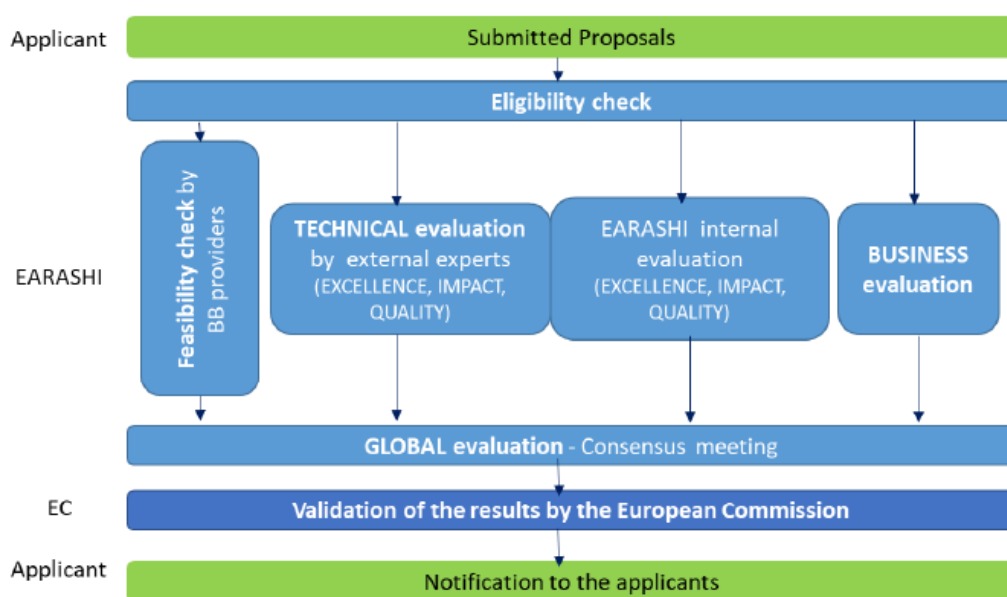 Applicant
Submitted Proposals
Eligibility check
EARASHI
Feasibility check by
BB providers
TECHNICAL evaluation
by external experts
(EXCELLENCE, IMPACT,
QUALITY)
EARASHI internal
evaluation
(EXCELLENCE, IMPACT,
QUALITY)
BUSINESS
evaluation
GLOBAL evaluation - Consensus meeting
EC
Validation of the results by the European Commission
Applicant
Notification to the applicants